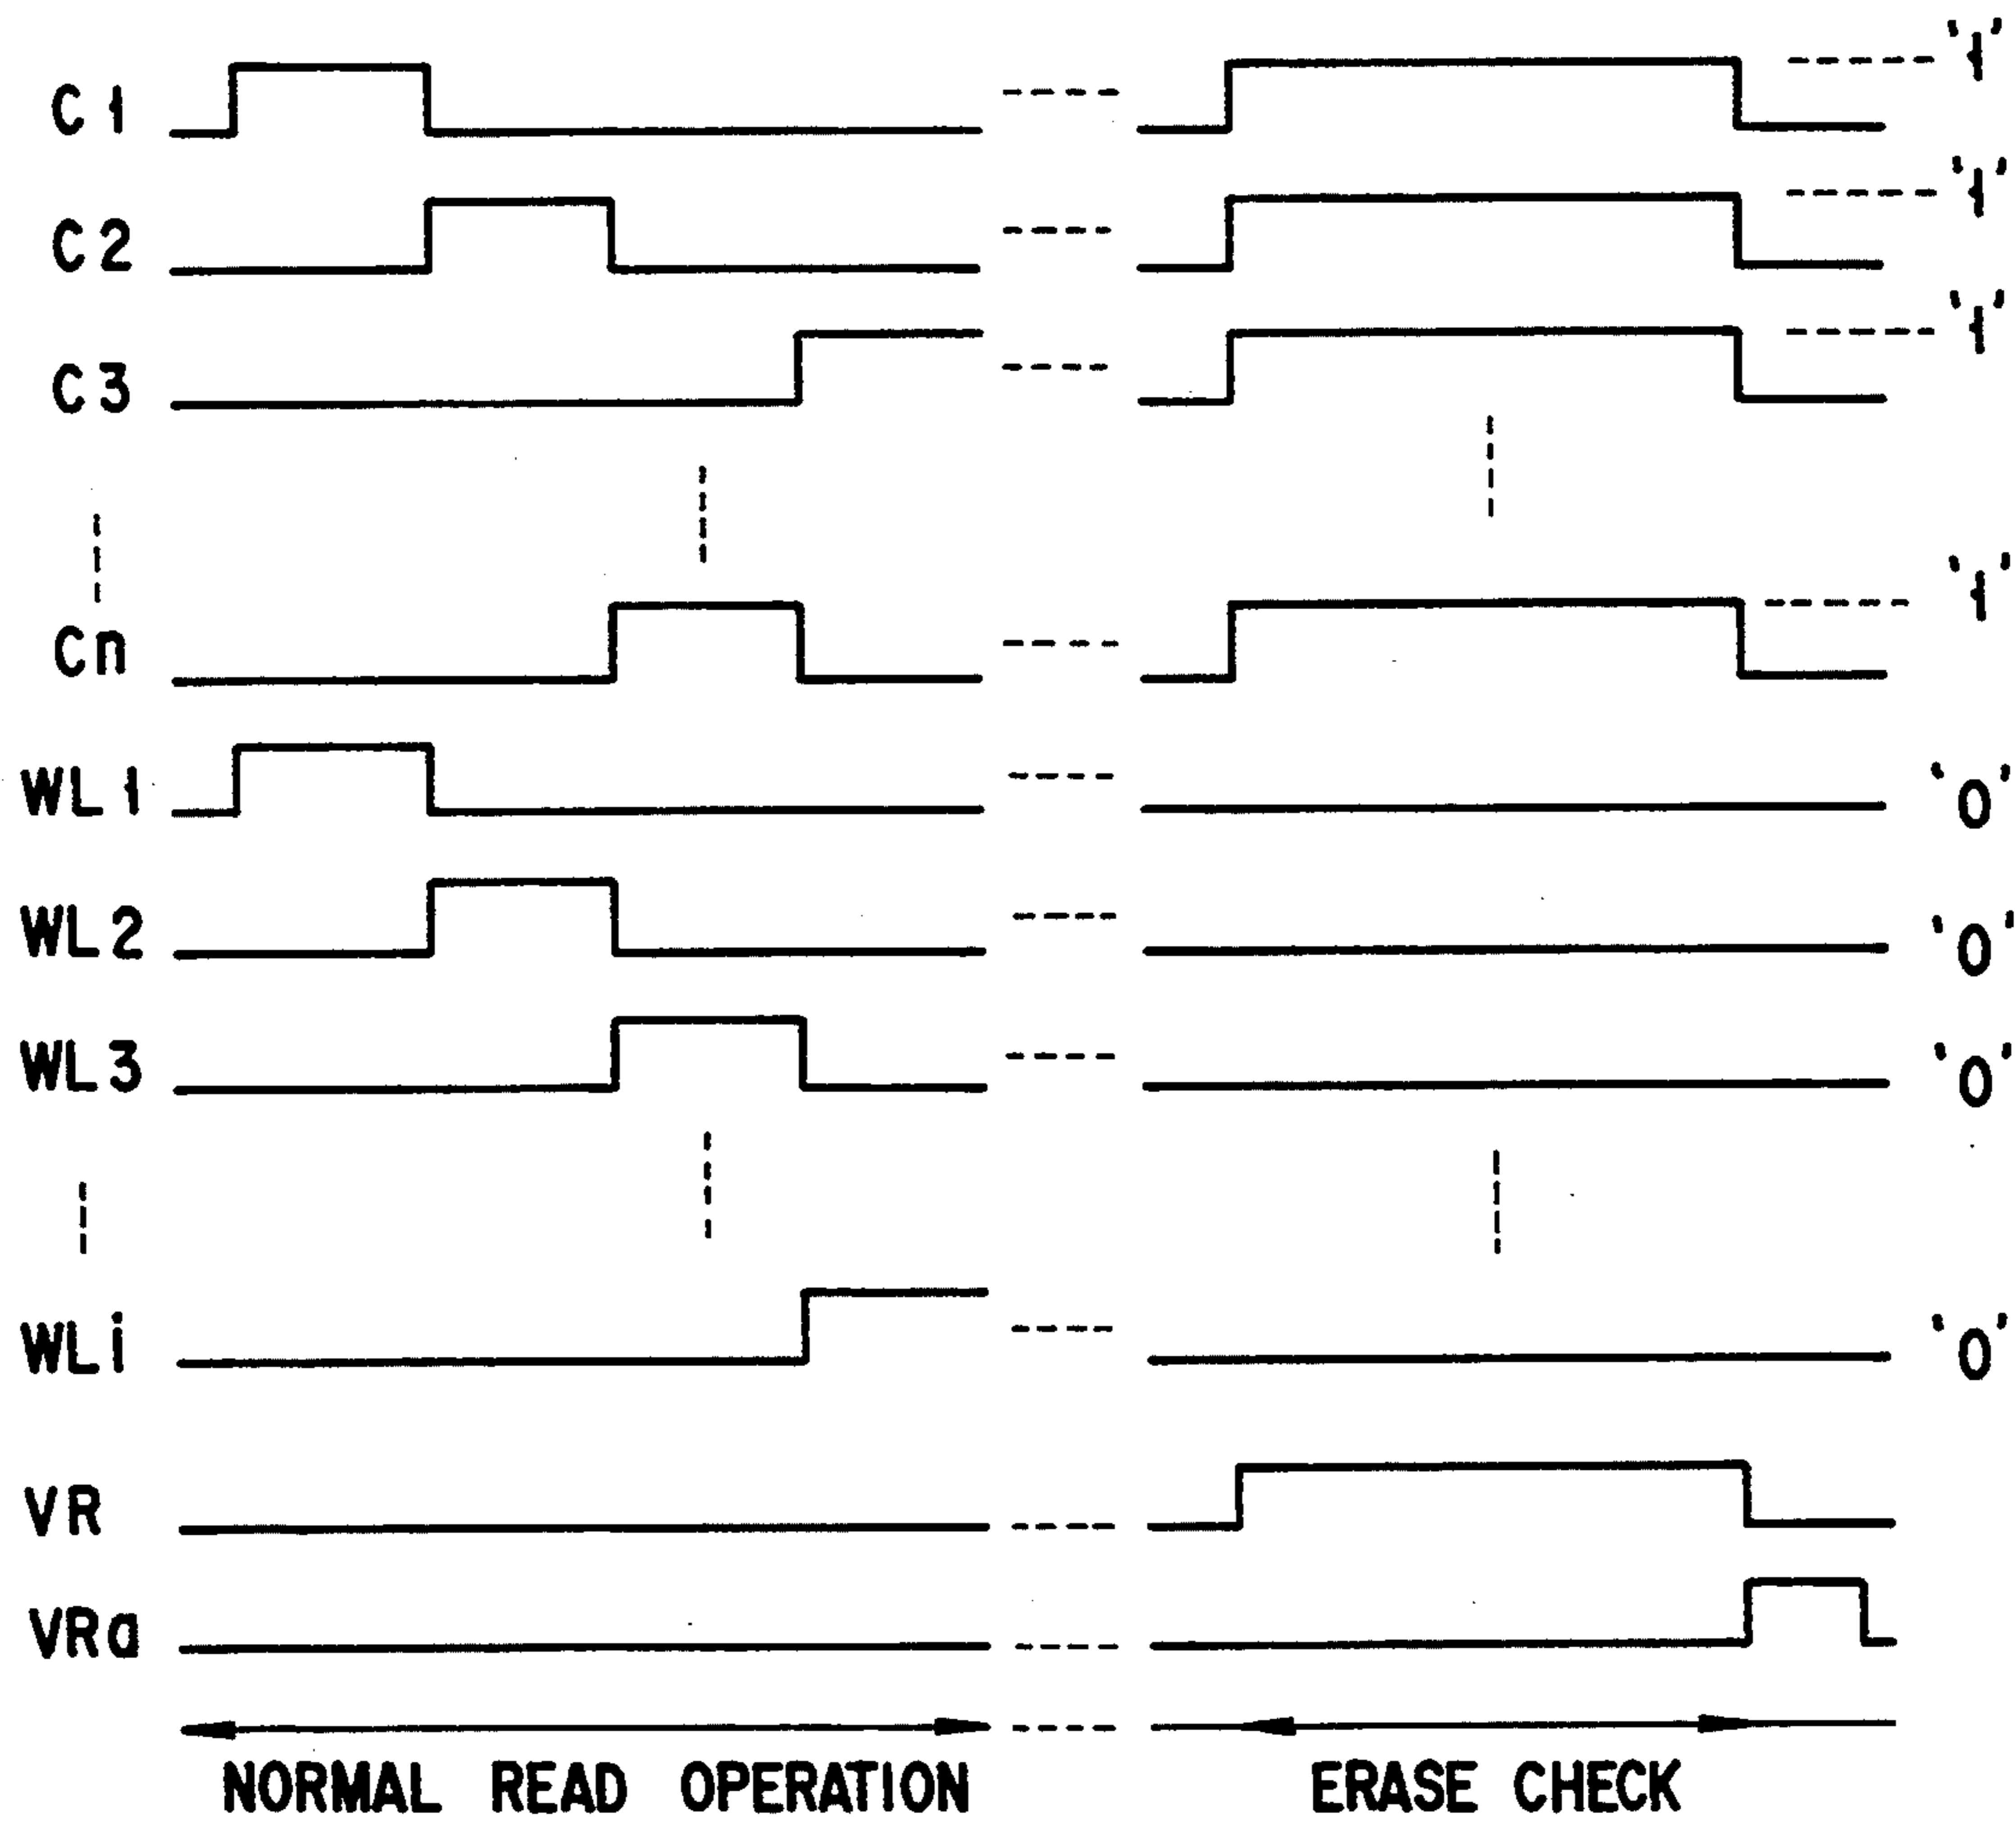 C1 '1'
C2 '1'
C3 '1'
Cn '1'
WL1 '0'
WL2 '0'
WL3 '0'
WLi '0'
VR
VRa
NORMAL READ OPERATION ERASE CHECK